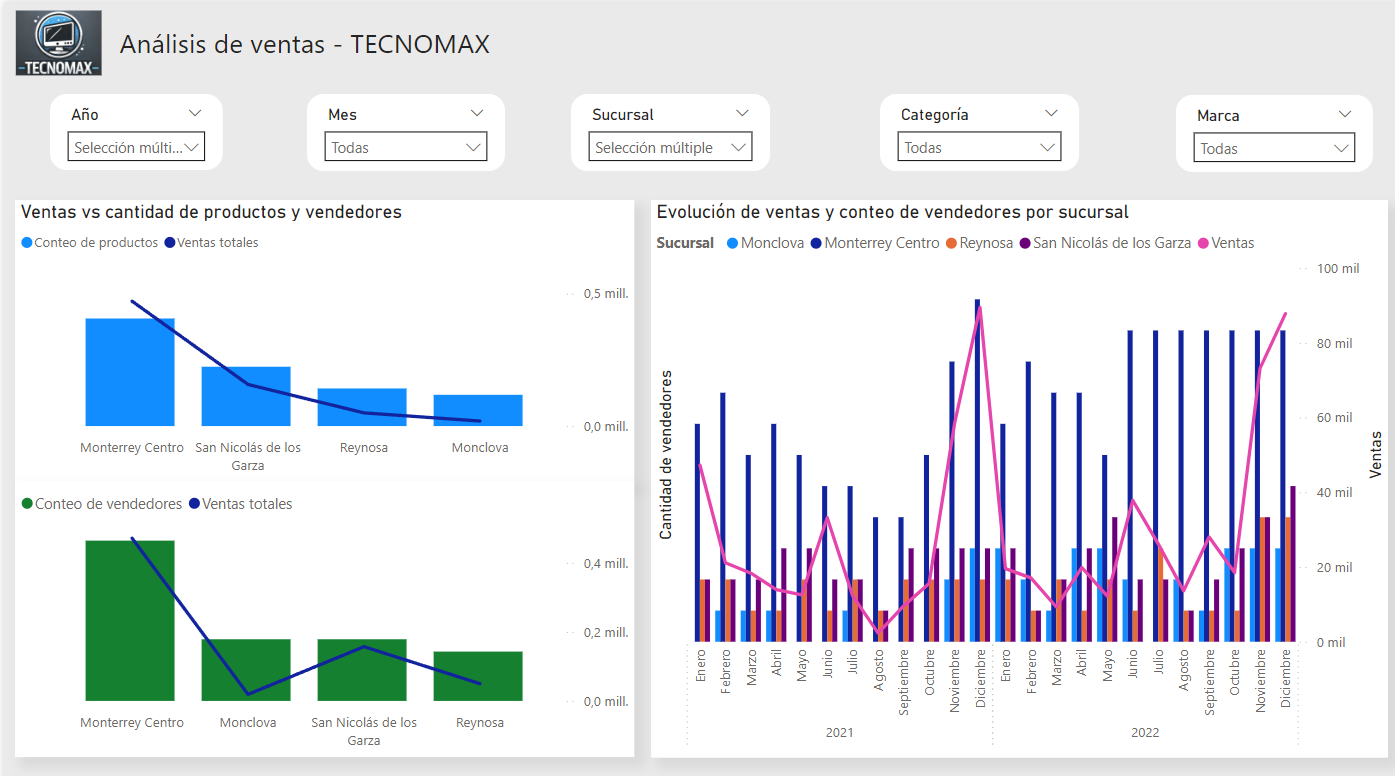 -TECNOMAX-
Análisis de ventas - TECNOMAX
Año
Selección múlti...
Mes
Todas
Sucursal
Selección múltiple
Categoría
Todas
Marca
Todas
Ventas vs cantidad de productos y vendedores
Conteo de productos Ventas totales
0,5 mill.
0,0 mill.
Monterrey Centro
San Nicolás de los
Garza
Reynosa
Monclova
Conteo de vendedores Ventas totales
0,4 mill.
0,2 mill.
0,0 mill.
Monterrey Centro
Monclova
San Nicolás de los
Garza
Reynosa
Evolución de ventas y conteo de vendedores por sucursal
Sucursal Monclova Monterrey Centro Reynosa San Nicolás de los Garza Ventas
Cantidad de vendedores
100 mil
80 mil
60 mil
40 mil
20 mil
0 mil
Ventas
Enero
Febrero
Marzo
Abril
Mayo
Junio
Julio
Agosto
Septiembre
Octubre
Noviembre
Diciembre
Enero
Febrero
Marzo
Abril
Mayo
Junio
Julio
Agosto
Septiembre
Octubre
Noviembre
Diciembre
2021
2022